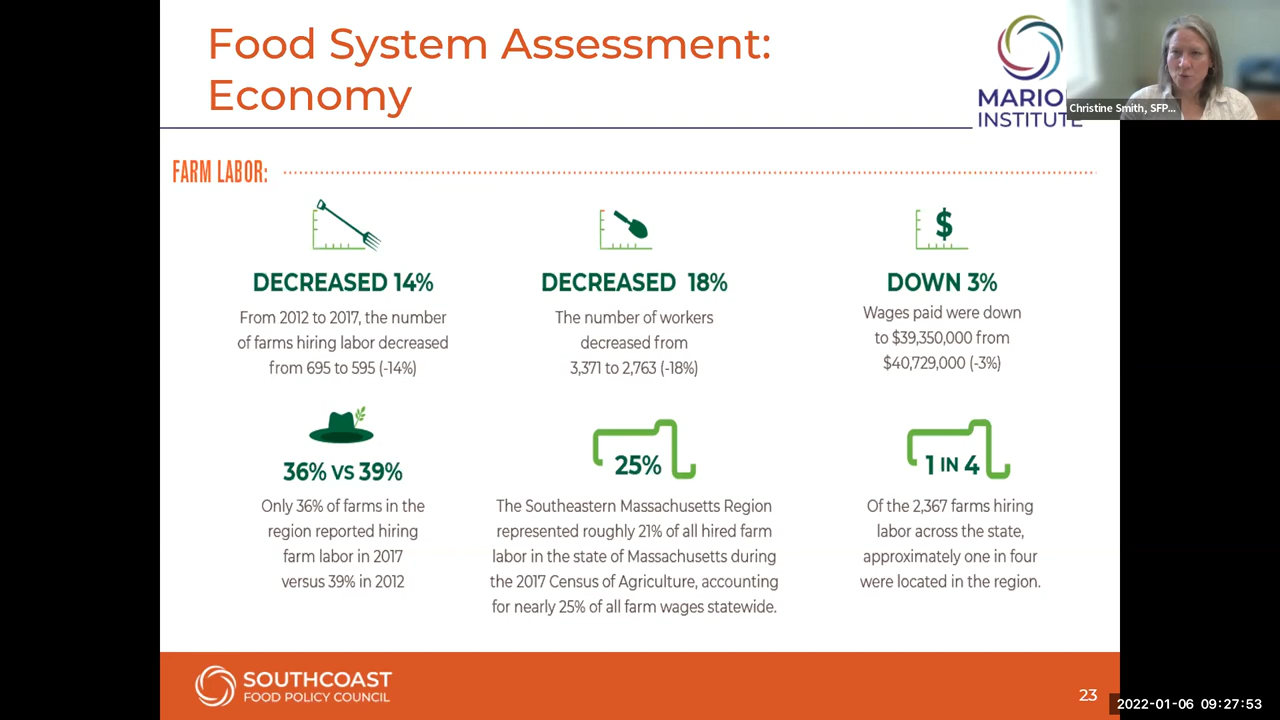 Food System Assessment:
Economy
MARIO
INSTITUTE
Christine Smith, SFP...
FARM LABOR:
DECREASED 14%
From 2012 to 2017, the number
of farms hiring labor decreased
from 695 to 595 (-14%)
DECREASED 18%
The number of workers
decreased from
3,371 to 2,763 (-18%)
$
DOWN 3%
Wages paid were down
to $39,350,000 from
$40,729,000 (-3%)
36% VS 39%
Only 36% of farms in the
region reported hiring
farm labor in 2017
versus 39% in 2012
25%
The Southeastern Massachusetts Region
represented roughly 21% of all hired farm
labor in the state of Massachusetts during
the 2017 Census of Agriculture, accounting
for nearly 25% of all farm wages statewide.
1 IN 4
Of the 2,367 farms hiring
labor across the state,
approximately one in four
were located in the region.
SOUTHCOAST
FOOD POLICY COUNCIL
23
2022-01-06 09:27:53